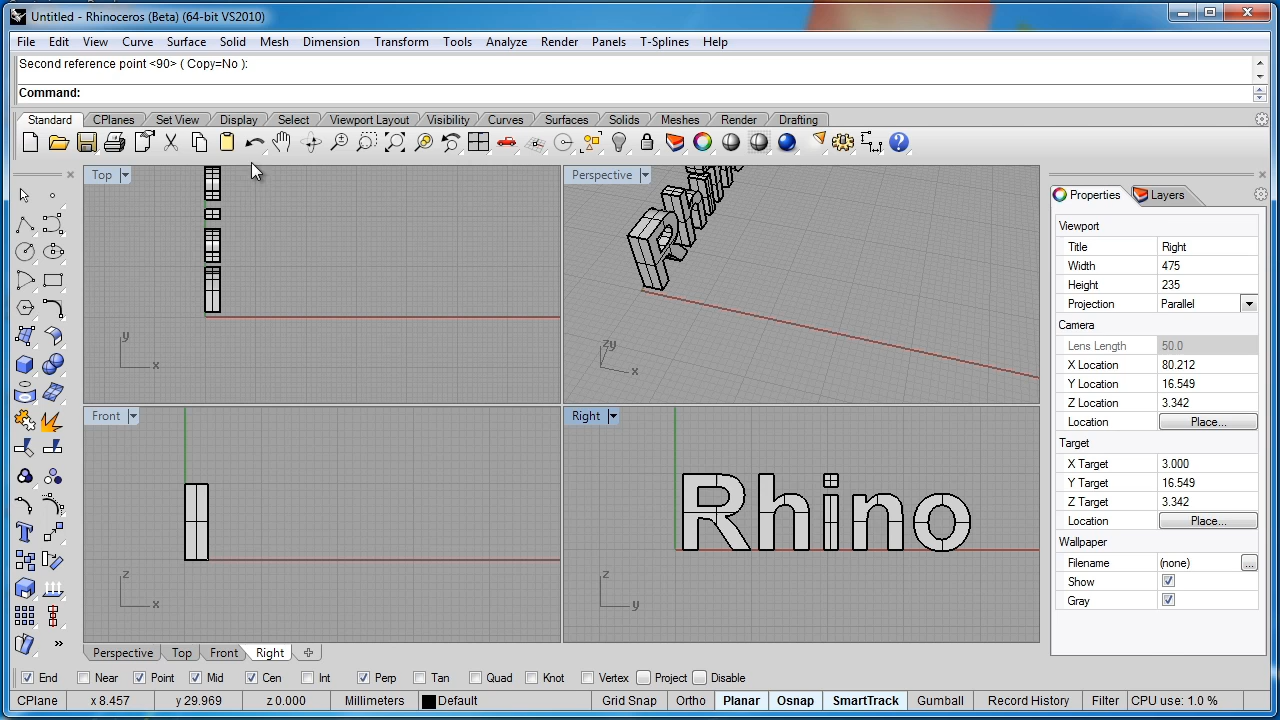 Untitled - Rhinoceros (Beta) (64-bit VS2010)
File Edit View Curve Surface Solid Mesh Dimension Transform Tools Analyze Render Panels T-Splines Help
Second reference point <90> ( Copy=No ):
Command:
Standard CPlanes Set View Display Select Viewport Layout Visibility Curves Surfaces Solids Meshes Render Drafting
Top
y
x
Perspective
Rhin
zy
x
Front
z
x
Right
Rhino
z
y
Properties Layers
Viewport
Title Right
Width 475
Height 235
Projection Parallel
Camera
Lens Length 50.0
X Location 80.212
Y Location 16.549
Z Location 3.342
Location Place...
Target
X Target 3.000
Y Target 16.549
Z Target 3.342
Location Place...
Wallpaper
Filename (none) ...
Show
Gray
Perspective Top Front Right
End Near Point Mid Cen Int Perp Tan Quad Knot Vertex Project Disable
CPlane x 8.457 y 29.969 z 0.000 Millimeters Default Grid Snap Ortho Planar Osnap SmartTrack Gumball Record History Filter CPU use: 1.0 %